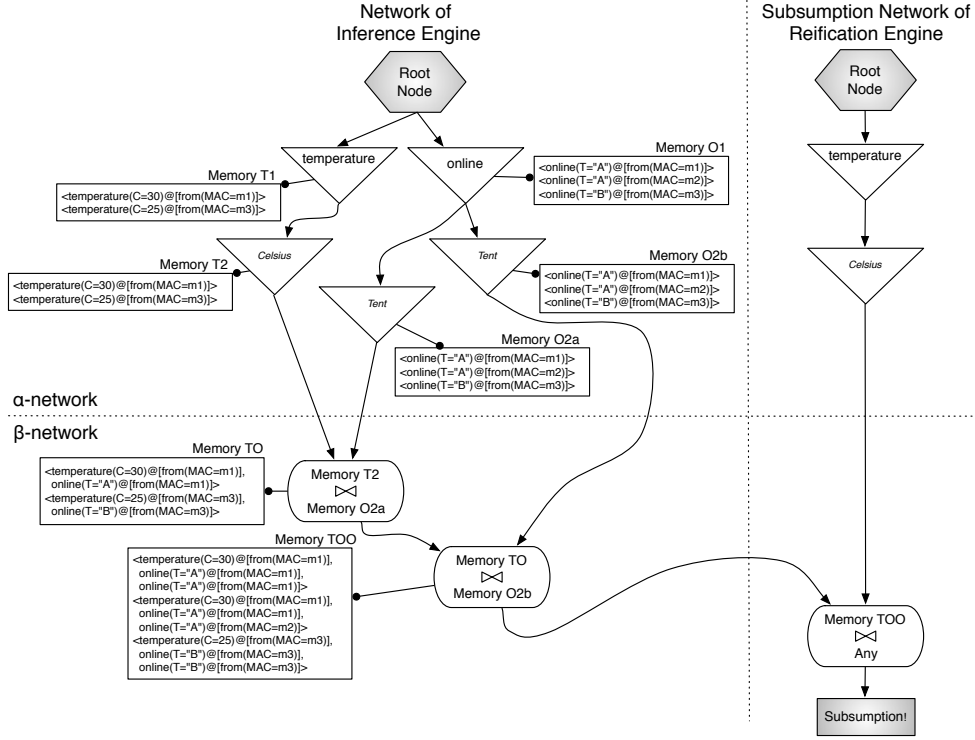 Network of
Inference Engine
Subsumption Network of
Reification Engine
Root
Node
Root
Node
temperature
online
Memory O1
<online(T="A")@[from(MAC=m1)]>
<online(T="A")@[from(MAC=m2)]>
<online(T="B")@[from(MAC=m3)]>
temperature
Memory T1
<temperature(C=30)@[from(MAC=m1)]>
<temperature(C=25)@[from(MAC=m3)]>
Celsius
Tent
Memory O2b
<online(T="A")@[from(MAC=m1)]>
<online(T="A")@[from(MAC=m2)]>
<online(T="B")@[from(MAC=m3)]>
Celsius
Memory T2
<temperature(C=30)@[from(MAC=m1)]>
<temperature(C=25)@[from(MAC=m3)]>
Tent
Memory O2a
<online(T="A")@[from(MAC=m1)]>
<online(T="A")@[from(MAC=m2)]>
<online(T="B")@[from(MAC=m3)]>
α-network
β-network
Memory TO
<temperature(C=30)@[from(MAC=m1)],
online(T="A")@[from(MAC=m1)]>
<temperature(C=25)@[from(MAC=m3)],
online(T="B")@[from(MAC=m3)]>
Memory T2
⋈
Memory O2a
Memory TOO
<temperature(C=30)@[from(MAC=m1)],
online(T="A")@[from(MAC=m1)],
online(T="A")@[from(MAC=m1)]>
<temperature(C=30)@[from(MAC=m1)],
online(T="A")@[from(MAC=m1)],
online(T="A")@[from(MAC=m2)]>
<temperature(C=25)@[from(MAC=m3)],
online(T="B")@[from(MAC=m3)],
online(T="B")@[from(MAC=m3)]>
Memory TO
⋈
Memory O2b
Memory TOO
⋈
Any
Subsumption!